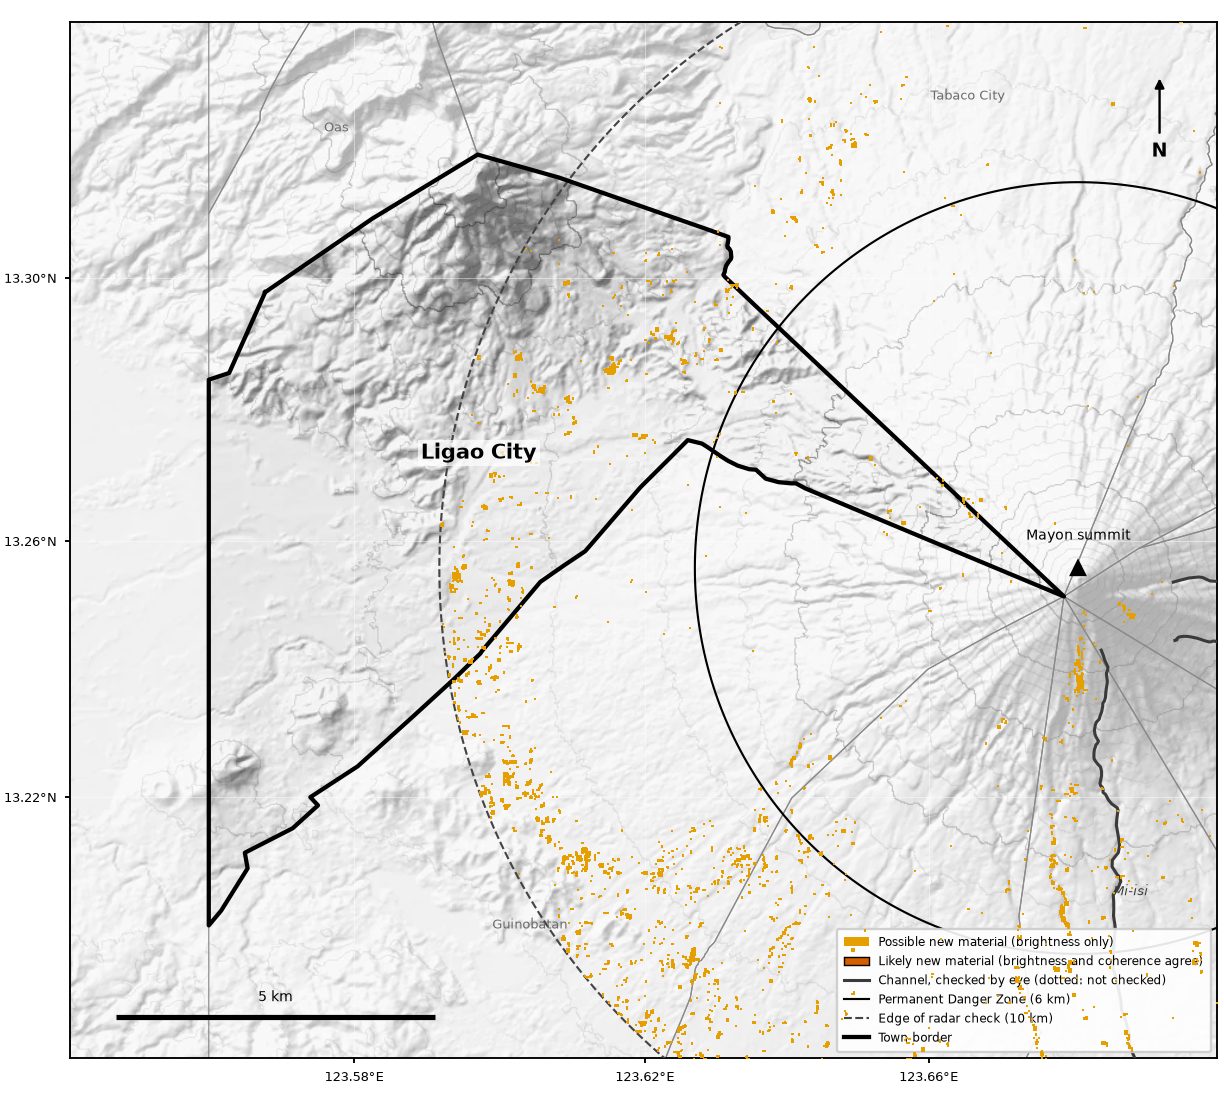 Tabaco City
Oas
N
13.30°N
Ligao City
13.26°N
Mayon summit
13.22°N
Mi-isi
Guinobatan
Possible new material (brightness only)
Likely new material (brightness and coherence agree)
Channel, checked by eye (dotted: not checked)
Permanent Danger Zone (6 km)
Edge of radar check (10 km)
Town border
5 km
123.58°E
123.62°E
123.66°E